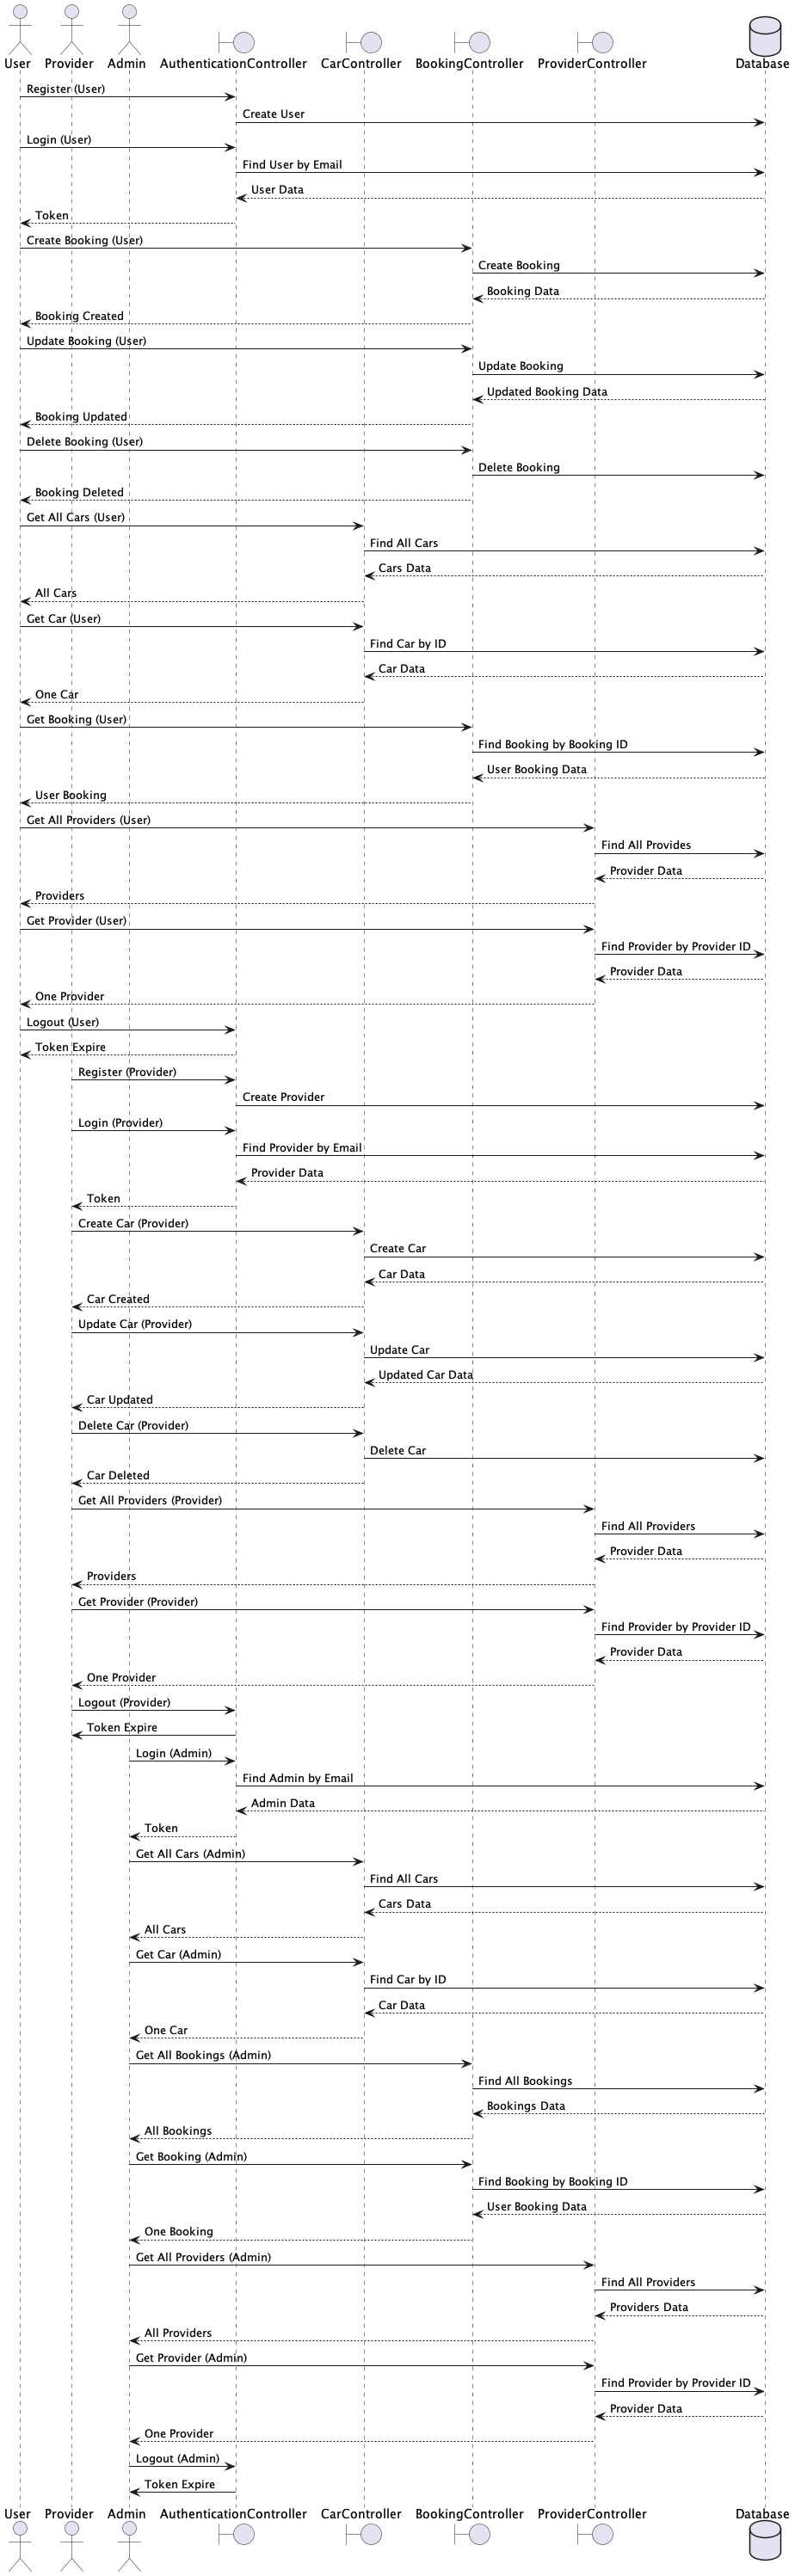 User Provider Admin AuthenticationController CarController BookingController ProviderController Database
Register (User)
Create User
Login (User)
Find User by Email
User Data
Token
Create Booking (User)
Create Booking
Booking Data
Booking Created
Update Booking (User)
Update Booking
Updated Booking Data
Booking Updated
Delete Booking (User)
Delete Booking
Booking Deleted
Get All Cars (User)
Find All Cars
Cars Data
All Cars
Get Car (User)
Find Car by ID
Car Data
One Car
Get Booking (User)
Find Booking by Booking ID
User Booking Data
User Booking
Get All Providers (User)
Find All Provides
Provider Data
Providers
Get Provider (User)
Find Provider by Provider ID
Provider Data
One Provider
Logout (User)
Token Expire
Register (Provider)
Create Provider
Login (Provider)
Find Provider by Email
Provider Data
Token
Create Car (Provider)
Create Car
Car Data
Car Created
Update Car (Provider)
Update Car
Updated Car Data
Car Updated
Delete Car (Provider)
Delete Car
Car Deleted
Get All Providers (Provider)
Find All Providers
Provider Data
Providers
Get Provider (Provider)
Find Provider by Provider ID
Provider Data
One Provider
Logout (Provider)
Token Expire
Login (Admin)
Find Admin by Email
Admin Data
Token
Get All Cars (Admin)
Find All Cars
Cars Data
All Cars
Get Car (Admin)
Find Car by ID
Car Data
One Car
Get All Bookings (Admin)
Find All Bookings
Bookings Data
All Bookings
Get Booking (Admin)
Find Booking by Booking ID
User Booking Data
One Booking
Get All Providers (Admin)
Find All Providers
Providers Data
All Providers
Get Provider (Admin)
Find Provider by Provider ID
Provider Data
One Provider
Logout (Admin)
Token Expire
User Provider Admin AuthenticationController CarController BookingController ProviderController Database